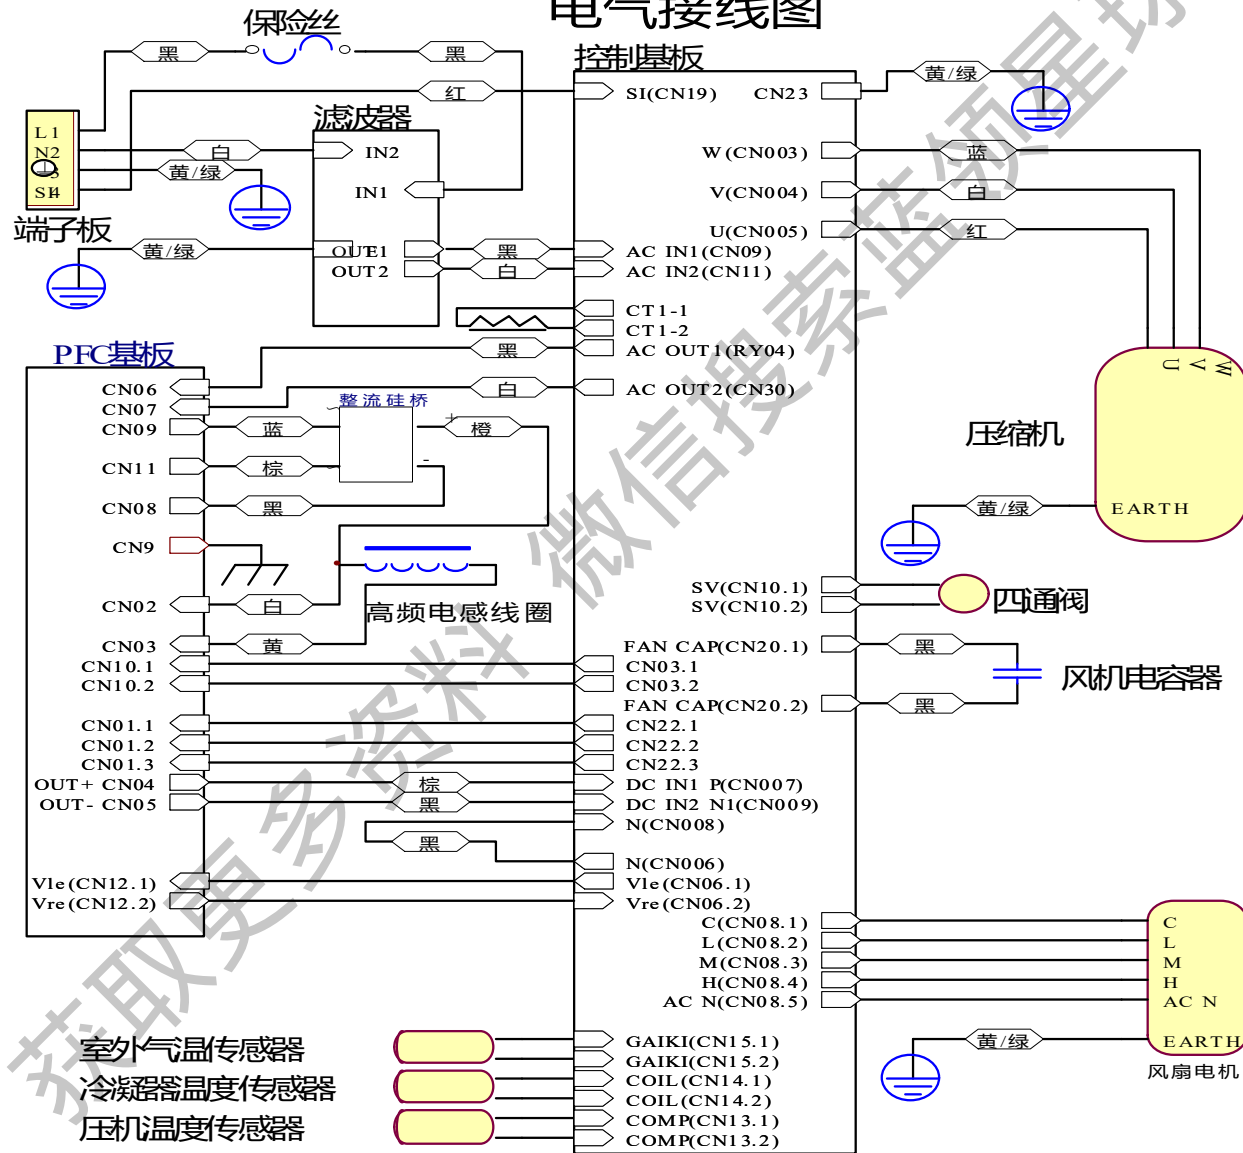 电气接线图
保险丝
控制基板
黑
黑
黄/绿
红
SI(CN19)
CN23
滤波器
L1
N2
3
SI4
端子板
白
黄/绿
IN2
IN1
W(CN003)
蓝
V(CN004)
白
U(CN005)
红
黄/绿
OUTE1
OUT2
黑
白
AC IN1(CN09)
AC IN2(CN11)
CT1-1
CT1-2
AC OUT1(RY04)
AC OUT2(CN30)
PFC基板
黑
白
CN06
CN07
CN09
CN11
CN08
CN9
CN02
CN03
CN10.1
CN10.2
CN01.1
CN01.2
CN01.3
OUT+ CN04
OUT- CN05
Vle(CN12.1)
Vre(CN12.2)
整流硅桥
~
~
+
-
蓝
橙
棕
黑
白
黄
高频电感线圈
U
V
W
压缩机
EARTH
黄/绿
SV(CN10.1)
SV(CN10.2)
四通阀
FAN CAP(CN20.1)
黑
CN03.1
CN03.2
FAN CAP(CN20.2)
黑
风机电容器
CN22.1
CN22.2
CN22.3
棕
DC IN1 P(CN007)
黑
DC IN2 N1(CN009)
N(CN008)
黑
N(CN006)
Vle(CN06.1)
Vre(CN06.2)
C(CN08.1)
L(CN08.2)
M(CN08.3)
H(CN08.4)
AC N(CN08.5)
C
L
M
H
AC N
EARTH
黄/绿
风扇电机
室外气温传感器
冷凝器温度传感器
压机温度传感器
GAIKI(CN15.1)
GAIKI(CN15.2)
COIL(CN14.1)
COIL(CN14.2)
COMP(CN13.1)
COMP(CN13.2)
获取更多资料 微信搜索蓝领星球